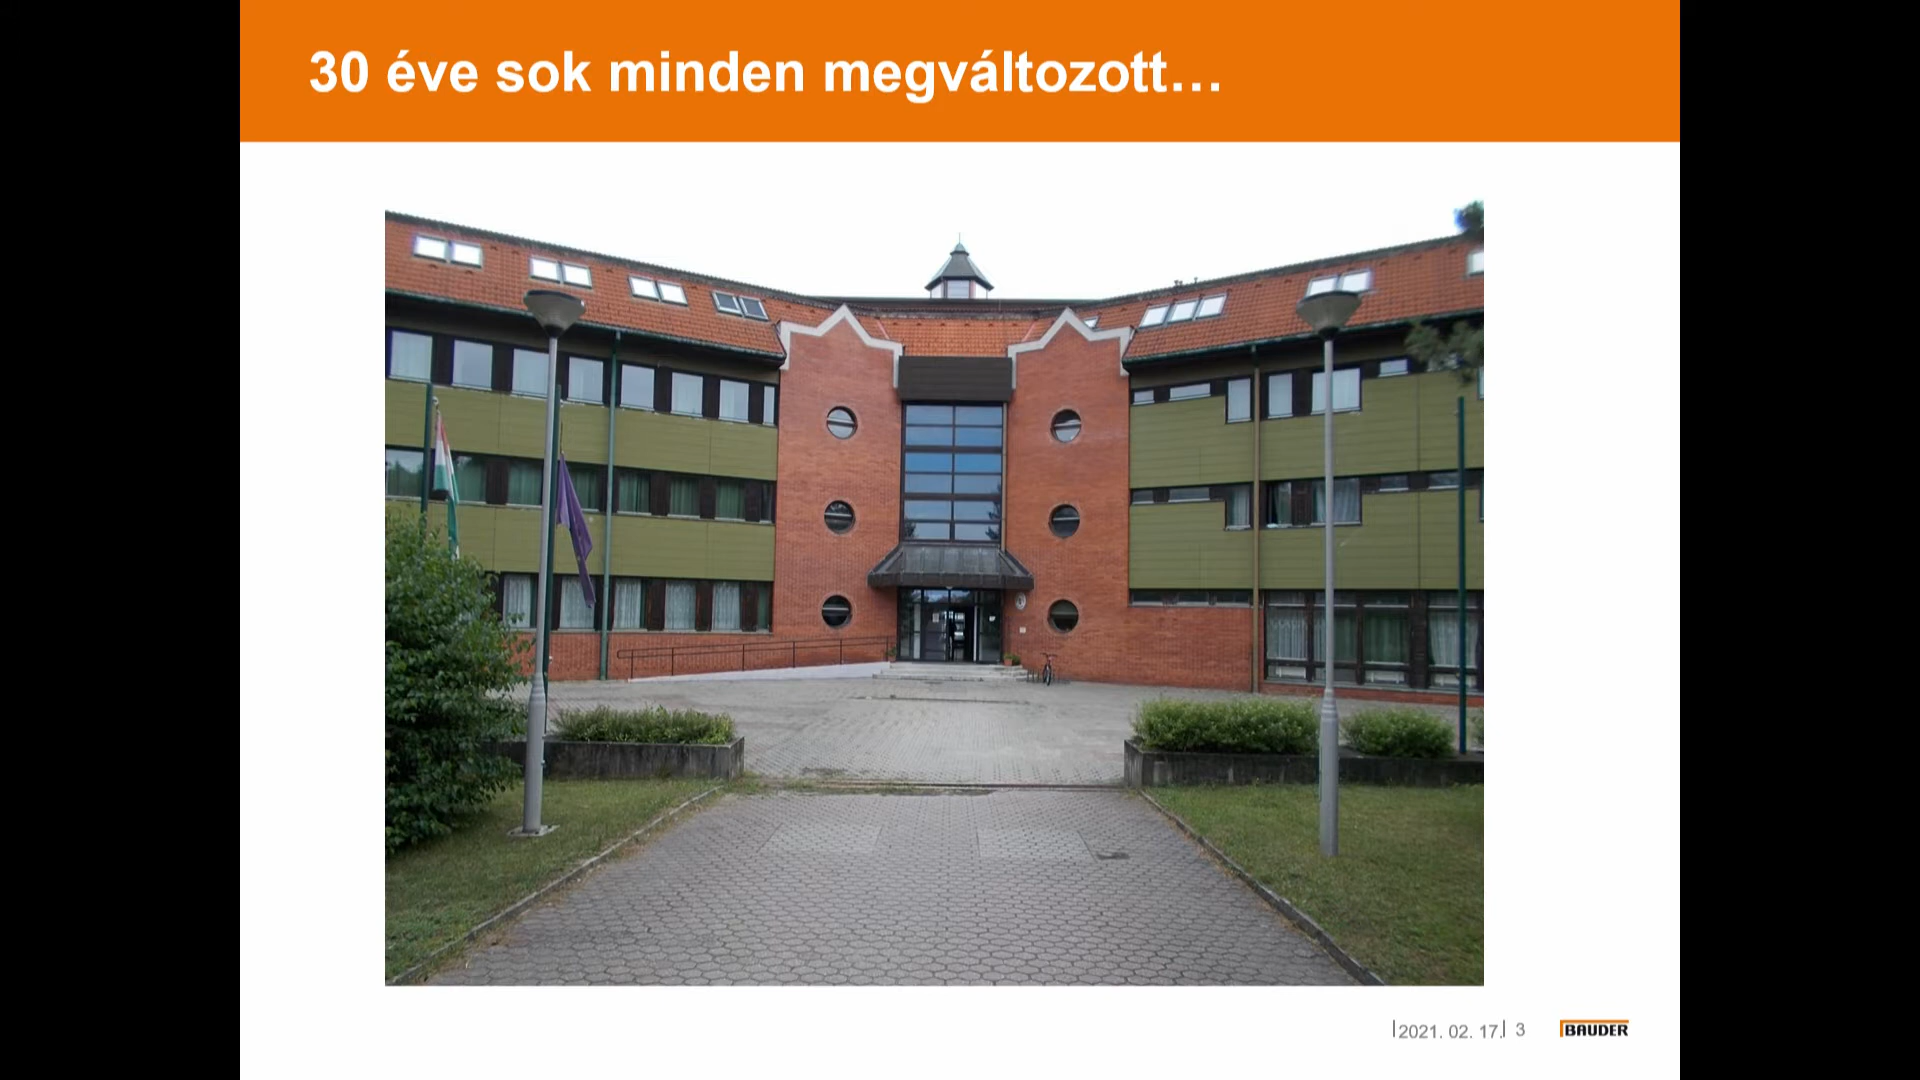 30 éve sok minden megváltozott…
2021. 02. 17. 3 BAUDER